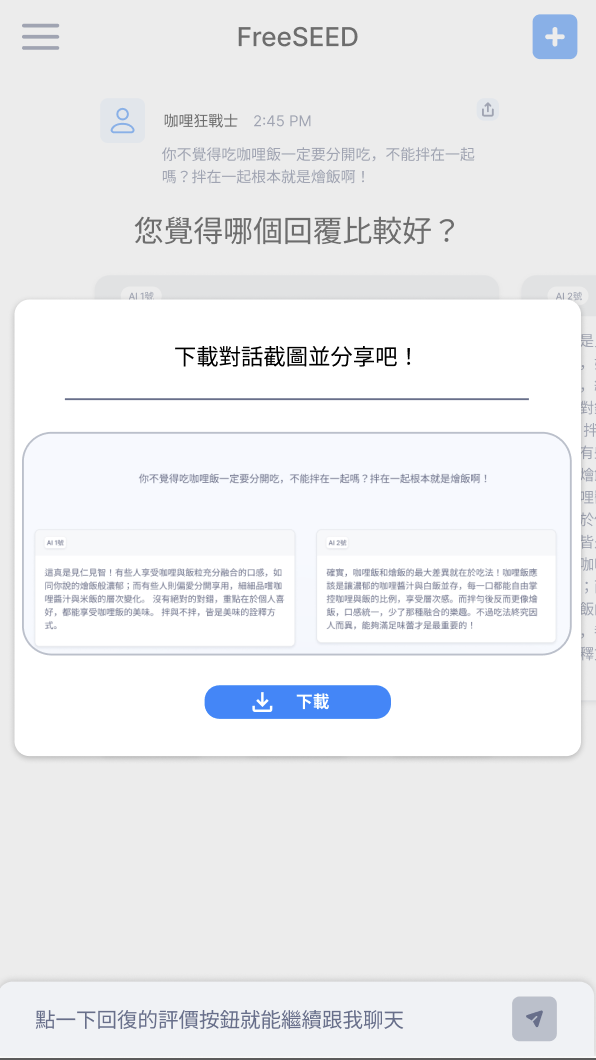 FreeSEED
咖哩狂戰士 2:45 PM
你不覺得吃咖哩飯一定要分開吃，不能拌在一起
嗎？拌在一起根本就是燴飯啊！
您覺得哪個回覆比較好？
AI 1號
AI 2號
下載對話截圖並分享吧！
你不覺得吃咖哩飯一定要分開吃，不能拌在一起嗎？拌在一起根本就是燴飯啊！
AI 1號
這真是見仁見智！有些人享受咖哩與飯粒充分融合的口感，如
同你說的燴飯般濃郁；而有些人則偏愛分開享用，細細品嚐咖
哩醬汁與米飯的層次變化。 沒有絕對的對錯，重點在於個人喜
好，都能享受咖哩飯的美味。 拌與不拌，皆是美味的詮釋方
式。
AI 2號
確實，咖哩飯和燴飯的最大差異就在於吃法！咖哩飯應
該是讓濃郁的咖哩醬汁與白飯並存，每一口都能自由掌
控咖哩與飯的比例，享受層次感。而拌勻後反而更像燴
飯，口感統一，少了那種融合的樂趣。不過吃法終究因
人而異，能夠滿足味蕾才是最重要的！
下載
點一下回復的評價按鈕就能繼續跟我聊天